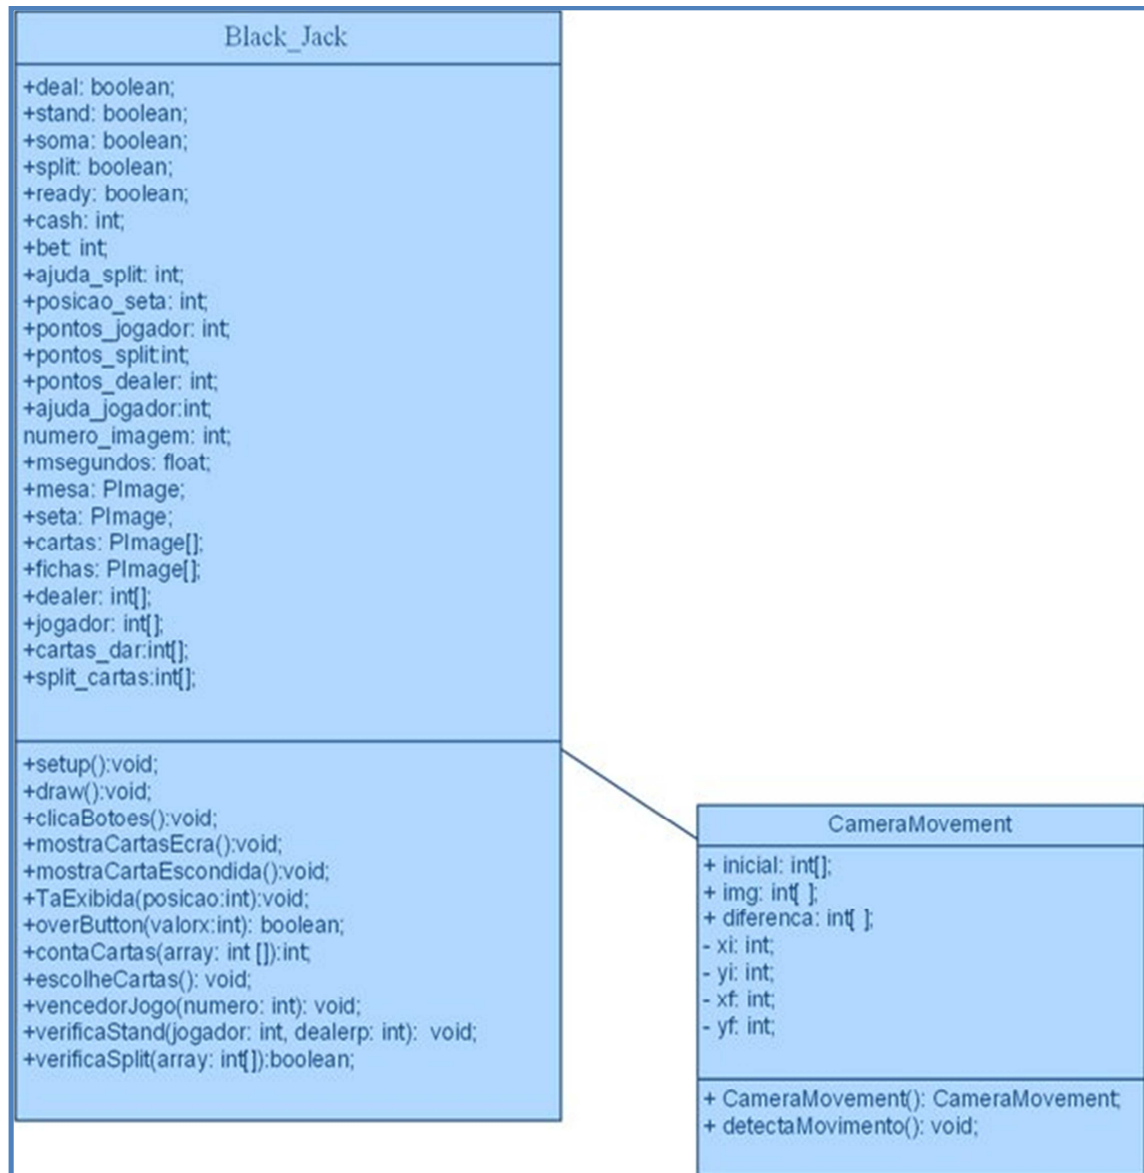 Black_Jack
+deal: boolean;
+stand: boolean;
+soma: boolean;
+split: boolean;
+ready: boolean;
+cash: int;
+bet: int;
+ajuda_split: int;
+posicao_seta: int;
+pontos_jogador: int;
+pontos_split:int;
+pontos_dealer: int;
+ajuda_jogador:int;
numero_imagem: int;
+msegundos: float;
+mesa: PImage;
+seta: PImage;
+cartas: PImage[];
+fichas: PImage[];
+dealer: int[];
+jogador: int[];
+cartas_dar:int[];
+split_cartas:int[];
+setup():void;
+draw():void;
+clicaBotoes():void;
+mostraCartasEcra():void;
+mostraCartaEscondida():void;
+TaExibida(posicao:int):void;
+overButton(valorx:int): boolean;
+contaCartas(array: int []):int;
+escolheCartas(): void;
+vencedorJogo(numero: int): void;
+verificaStand(jogador: int, dealerp: int): void;
+verificaSplit(array: int[]):boolean;
CameraMovement
+ inicial: int[];
+ img: int[ ];
+ diferenca: int[ ];
- xi: int;
- yi: int;
- xf: int;
- yf: int;
+ CameraMovement(): CameraMovement;
+ detectaMovimento(): void;